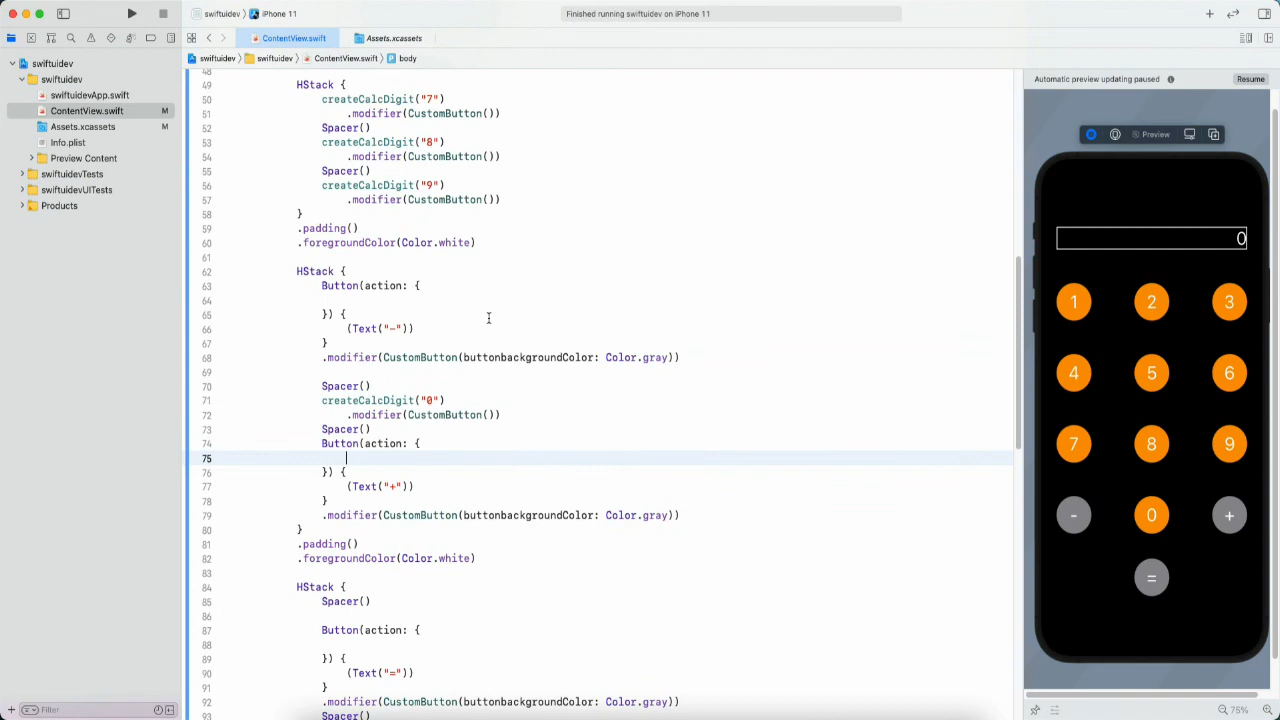 swiftuidev
iPhone 11
Finished running swiftuidev on iPhone 11
ContentView.swift
Assets.xcassets
swiftuidev
swiftuidev
ContentView.swift
body
swiftuidev
swiftuidev
swiftuidevApp.swift
ContentView.swift M
Assets.xcassets M
Info.plist
Preview Content
swiftuidevTests
swiftuidevUITests
Products
Filter
48
49 HStack {
50 createCalcDigit("7")
51 .modifier(CustomButton())
52 Spacer()
53 createCalcDigit("8")
54 .modifier(CustomButton())
55 Spacer()
56 createCalcDigit("9")
57 .modifier(CustomButton())
58 }
59 .padding()
60 .foregroundColor(Color.white)
61
62 HStack {
63 Button(action: {
64
65 }) {
66 (Text("-"))
67 }
68 .modifier(CustomButton(buttonbackgroundColor: Color.gray))
69
70 Spacer()
71 createCalcDigit("0")
72 .modifier(CustomButton())
73 Spacer()
74 Button(action: {
75
76 }) {
77 (Text("+"))
78 }
79 .modifier(CustomButton(buttonbackgroundColor: Color.gray))
80 }
81 .padding()
82 .foregroundColor(Color.white)
83
84 HStack {
85 Spacer()
86
87 Button(action: {
88
89 }) {
90 (Text("="))
91 }
92 .modifier(CustomButton(buttonbackgroundColor: Color.gray))
93 Spacer()
Automatic preview updating paused
Resume
Preview
0
1 2 3
4 5 6
7 8 9
- 0 +
=
75%